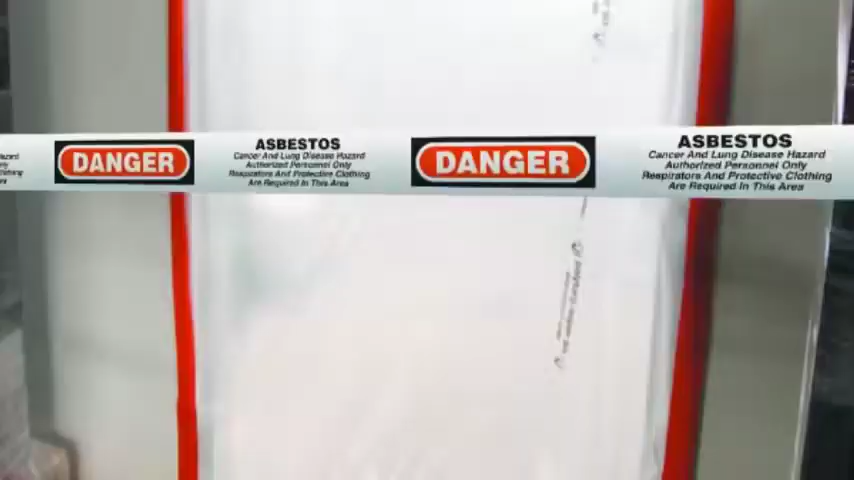 DANGER
ASBESTOS
Cancer And Lung Disease Hazard
Authorized Personnel Only
Respirators And Protective Clothing
Are Required In This Area
DANGER
ASBESTOS
Cancer And Lung Disease Hazard
Authorized Personnel Only
Respirators And Protective Clothing
Are Required In This Area